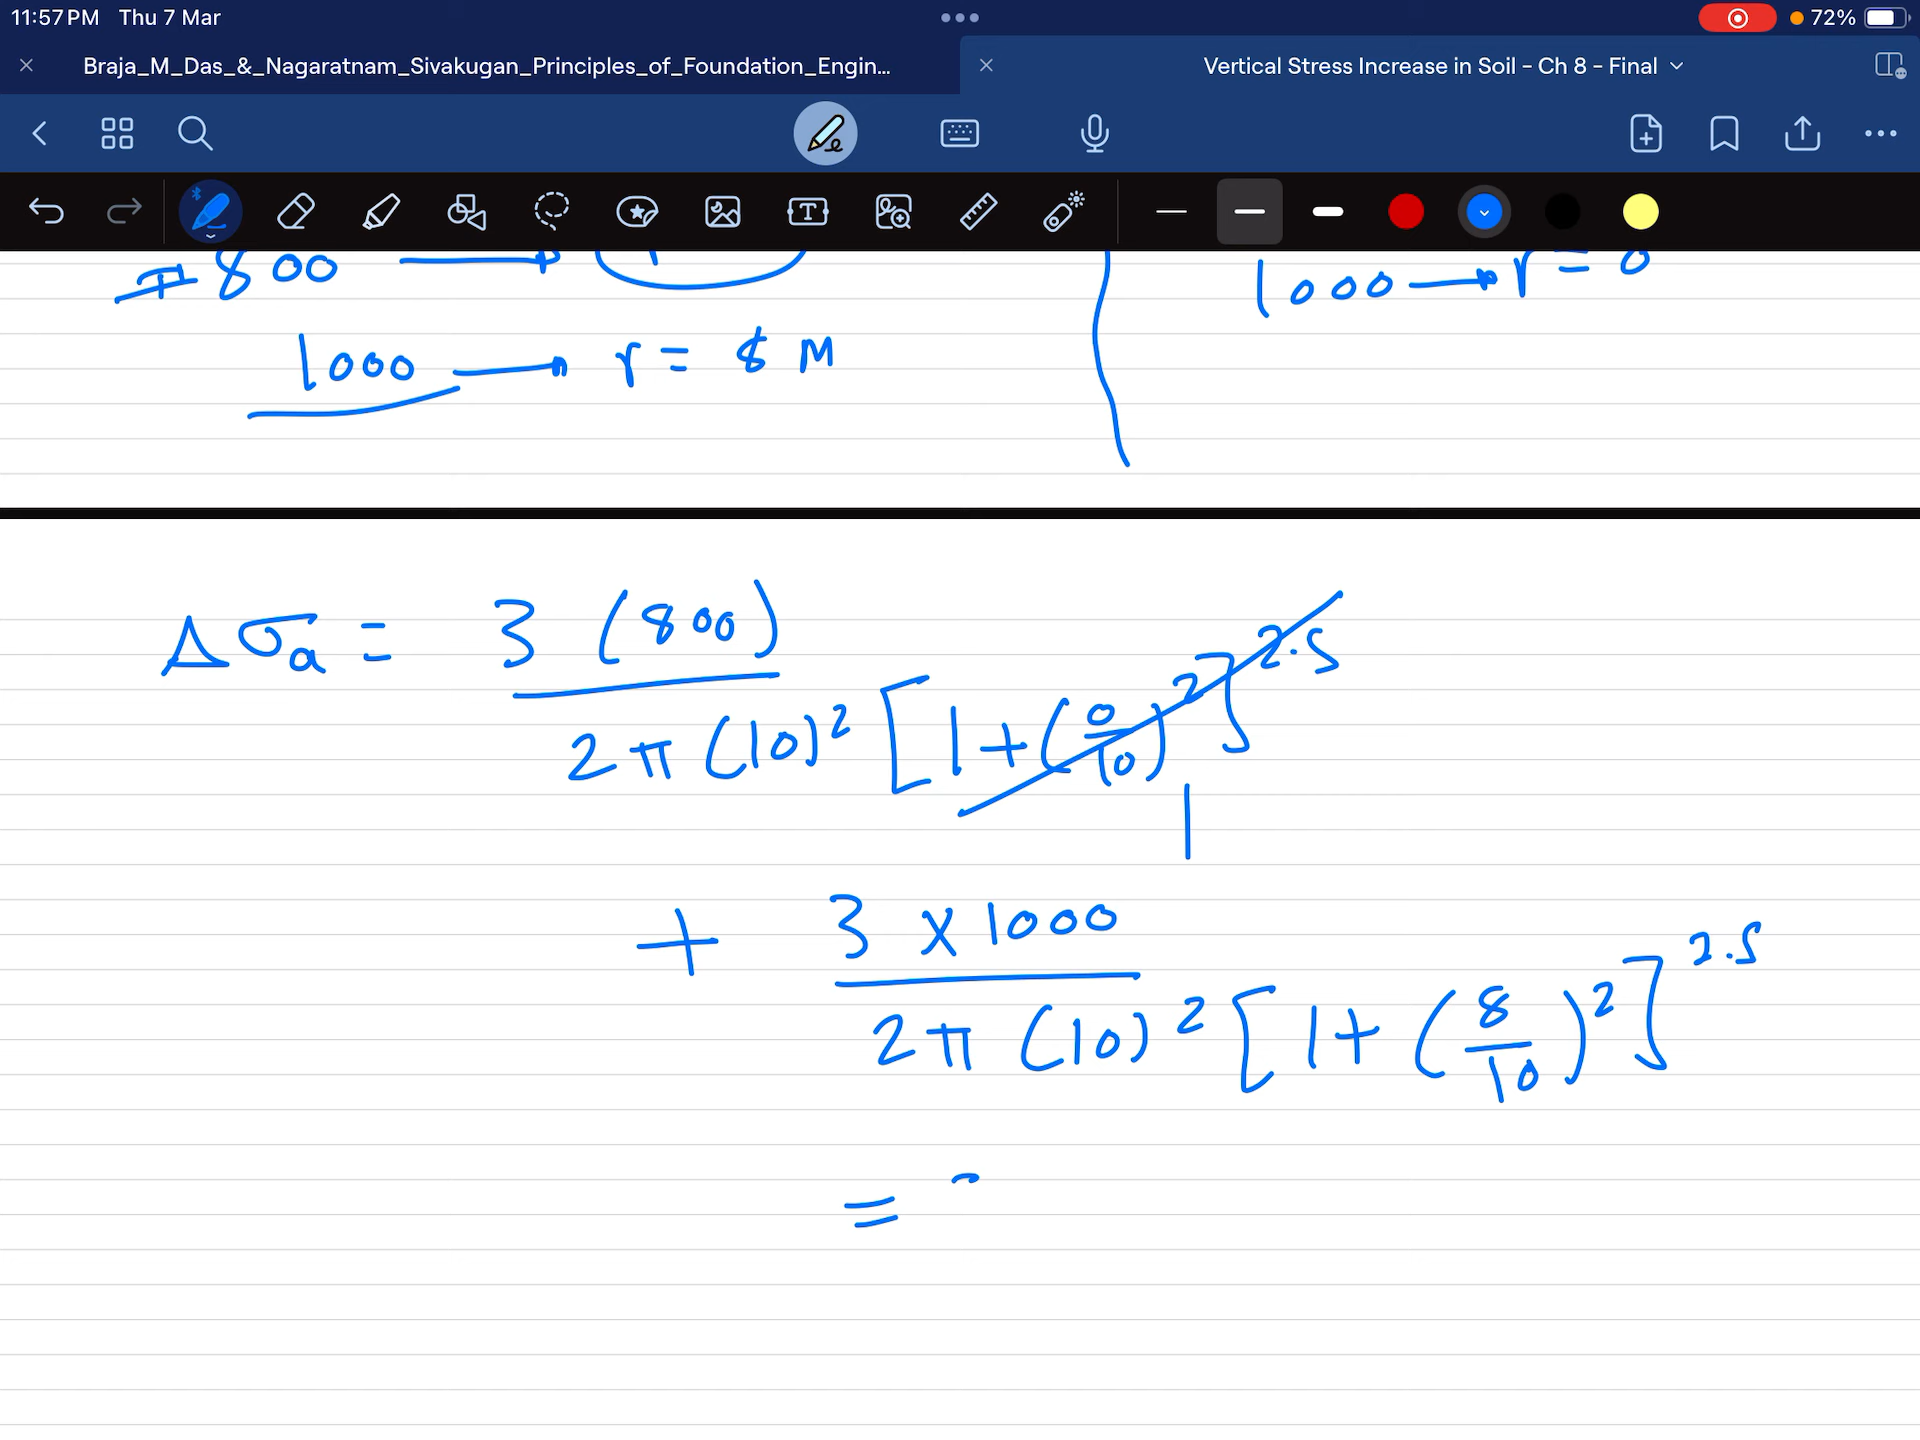 11:57 PM Thu 7 Mar 72%
Braja_M_Das_&_Nagaratnam_Sivakugan_Principles_of_Foundation_Engin... Vertical Stress Increase in Soil - Ch 8 - Final
800 1000 → r = 0
1000 → r = 8 M
Δσa = 3 (800) / 2π (10)² [1 + (0/10)²]^2.5
1
+ 3 x 1000 / 2π (10)² [1 + (8/10)²]^2.5
=